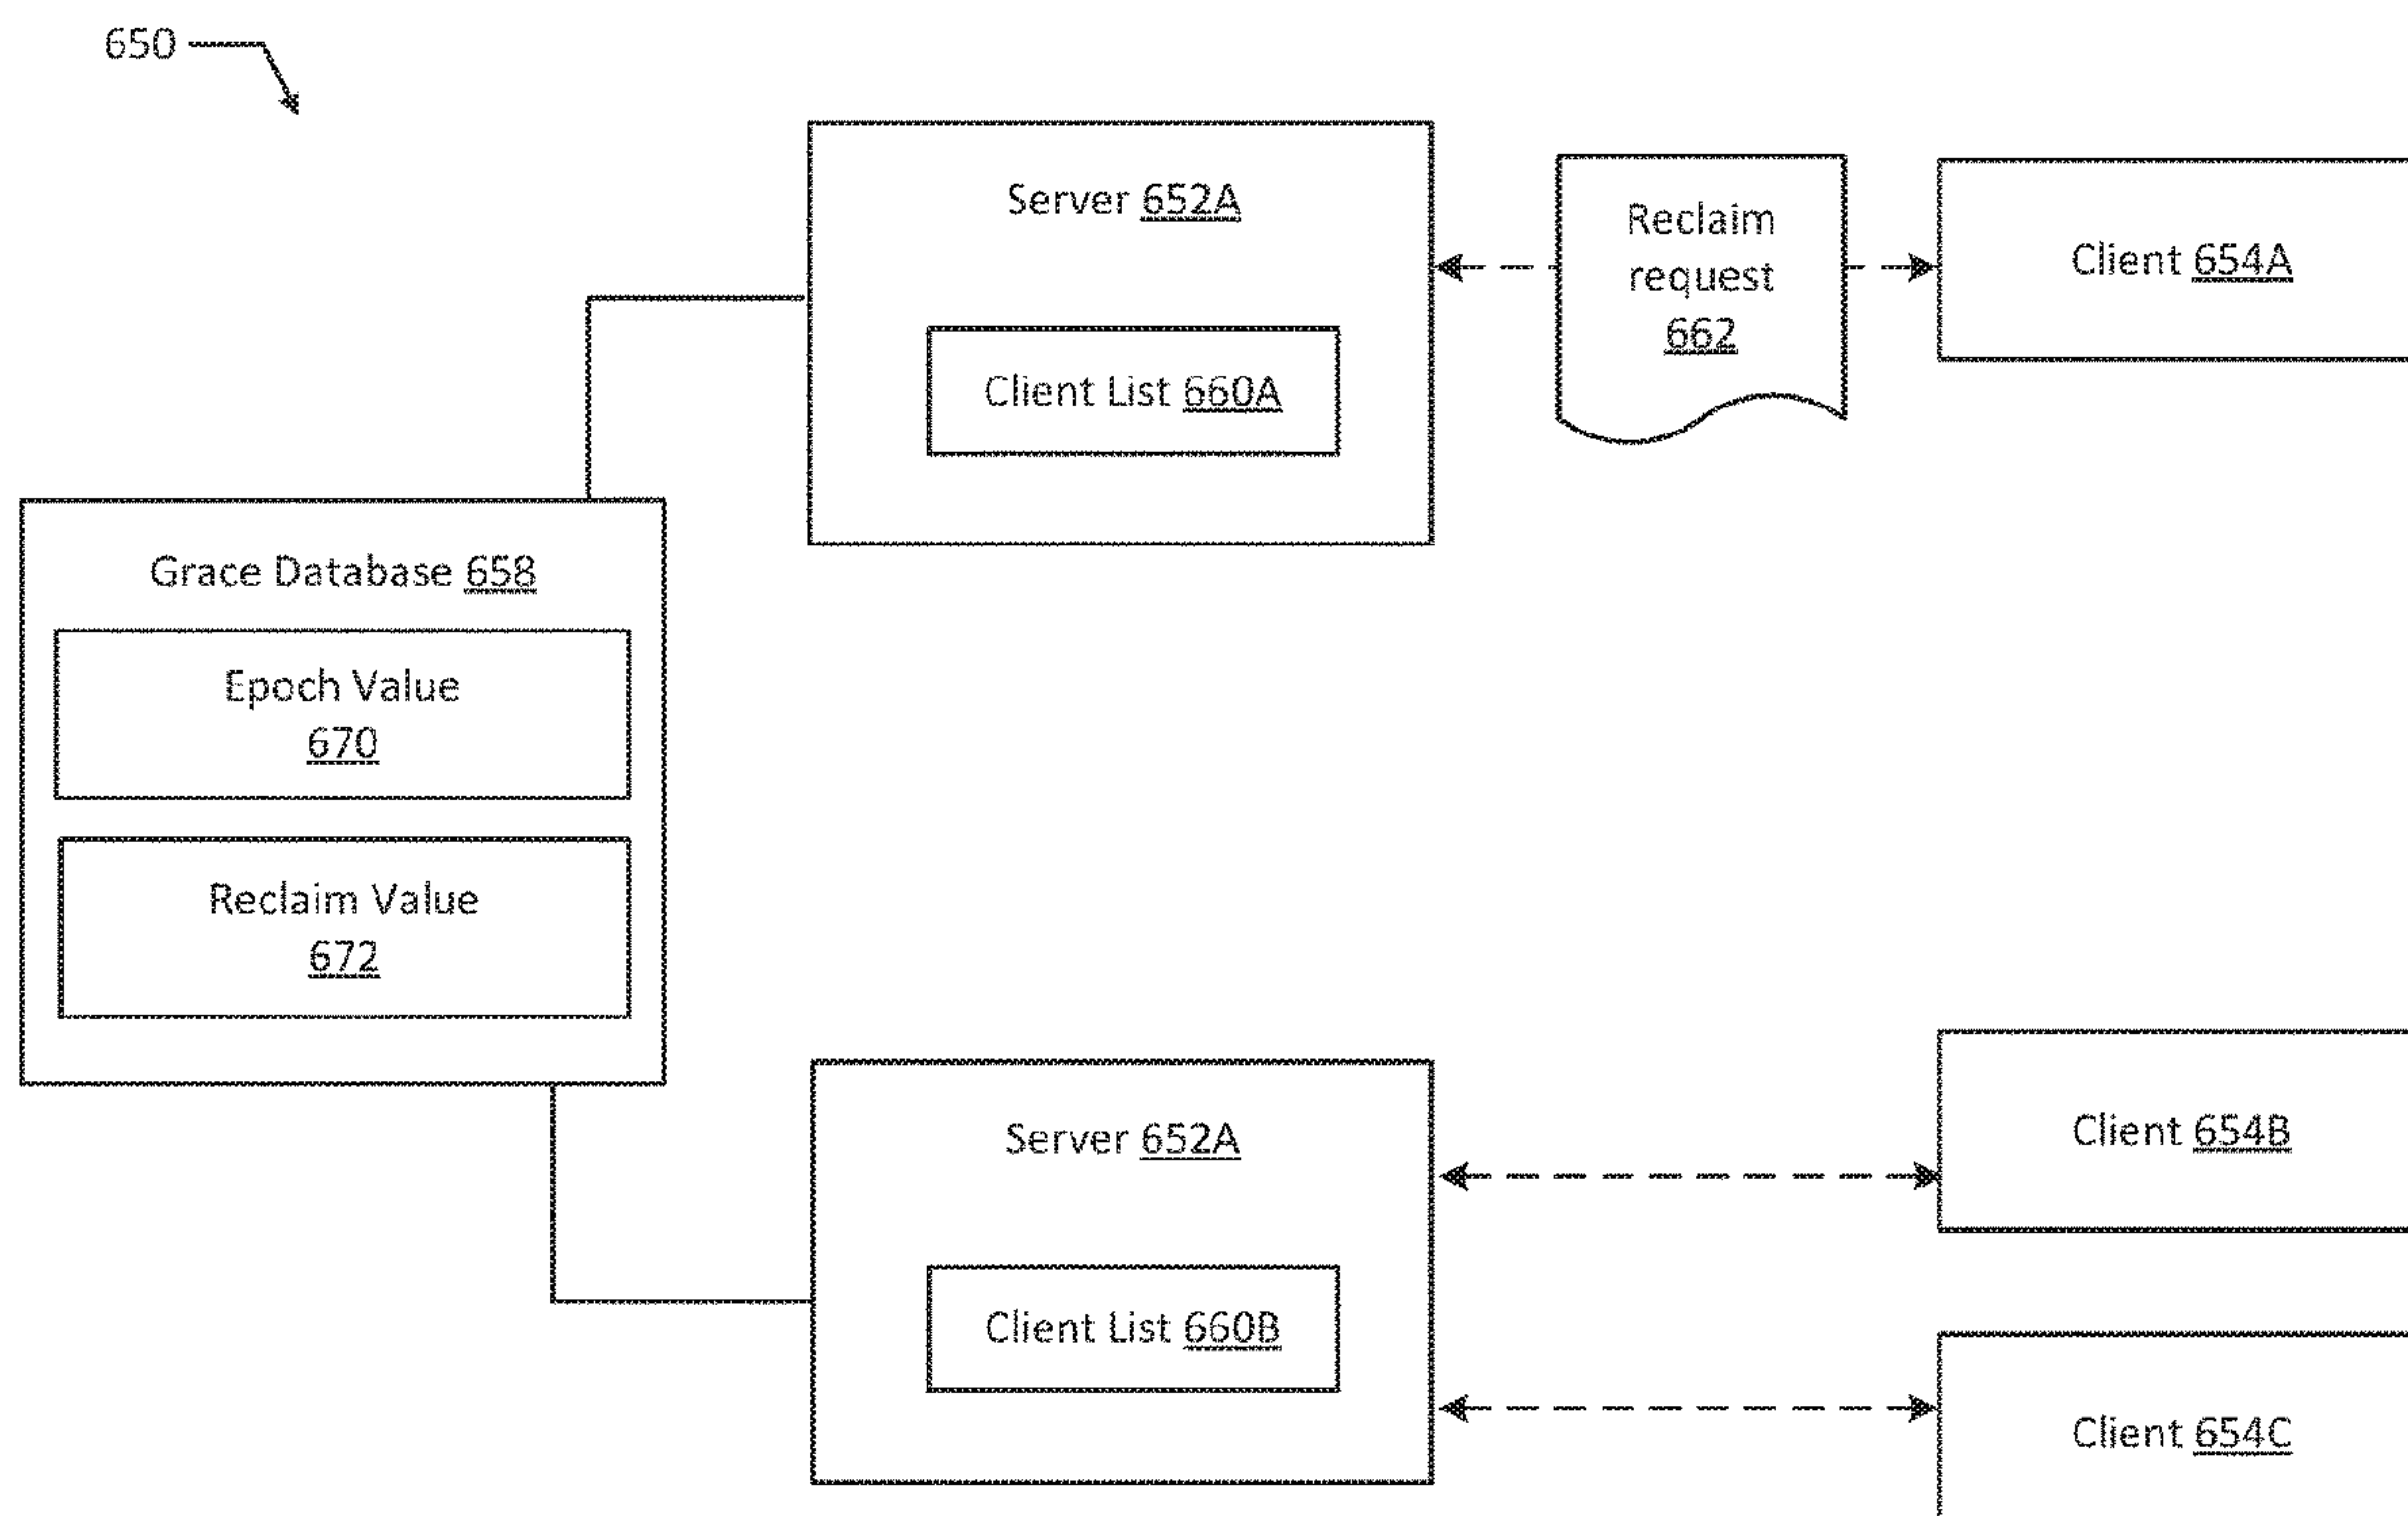 650
Server 652A
Client List 660A
Reclaim
request
662
Client 654A
Grace Database 658
Epoch Value
670
Reclaim Value
672
Server 652A
Client List 660B
Client 654B
Client 654C